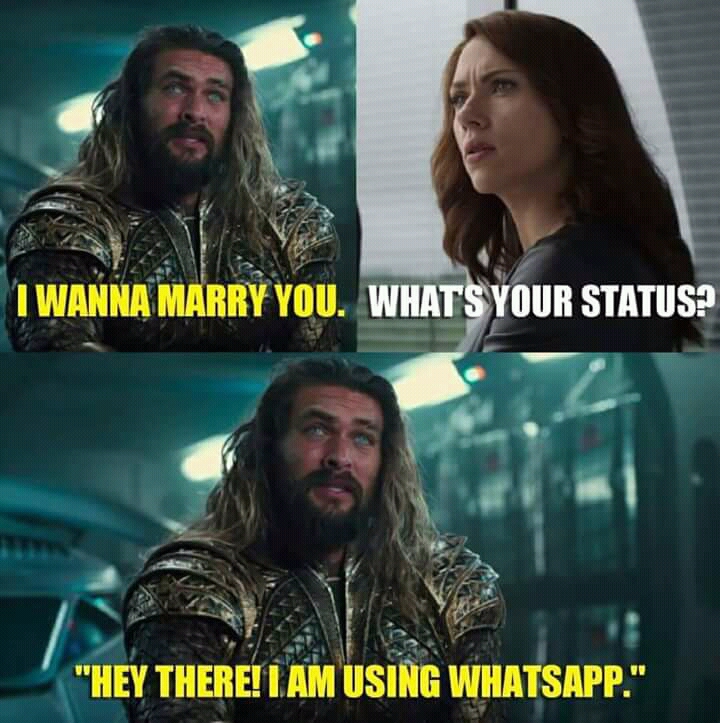 I WANNA MARRY YOU.
WHAT'S YOUR STATUS?
"HEY THERE! I AM USING WHATSAPP."